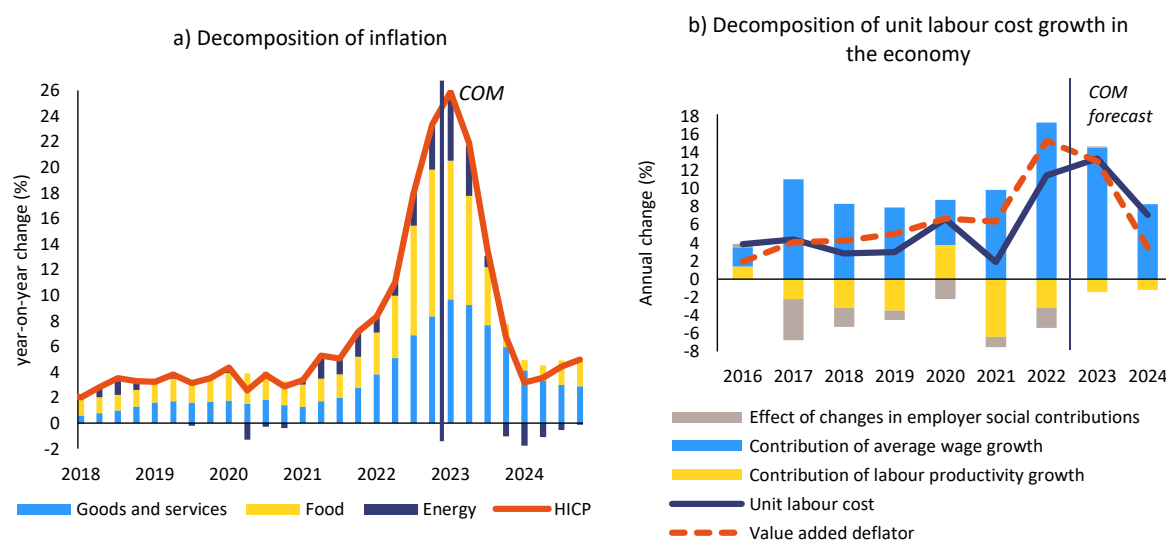 a) Decomposition of inflation
year-on-year change (%)
26
24
22
20
18
16
14
12
10
8
6
4
2
0
-2
COM
2018 2019 2020 2021 2022 2023 2024
Goods and services Food Energy HICP
b) Decomposition of unit labour cost growth in
the economy
Annual change (%)
18
16
14
12
10
8
6
4
2
0
-2
-4
-6
-8
COM
forecast
2016 2017 2018 2019 2020 2021 2022 2023 2024
Effect of changes in employer social contributions
Contribution of average wage growth
Contribution of labour productivity growth
Unit labour cost
Value added deflator